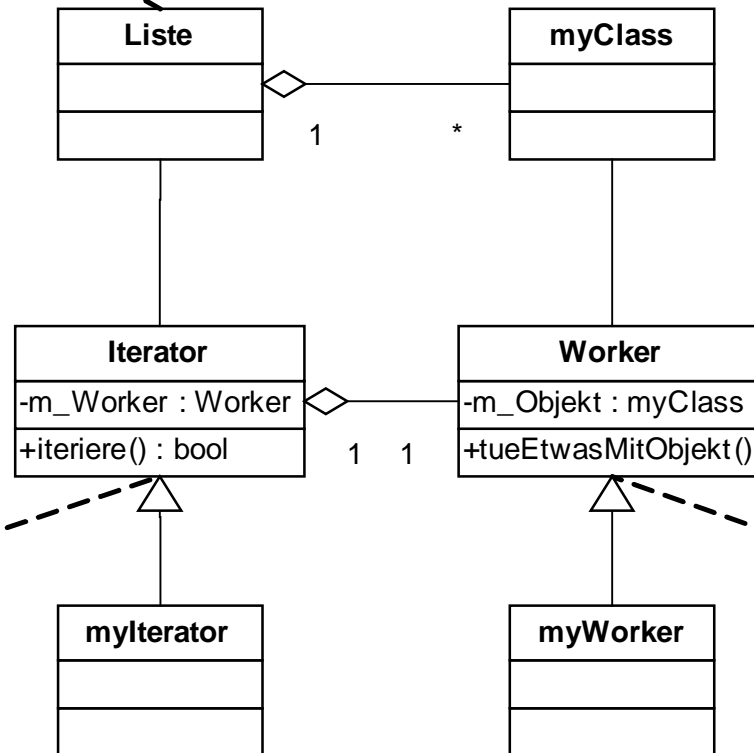 Liste
myClass
1
*
Iterator
-m_Worker : Worker
+iteriere() : bool
1
1
Worker
-m_Objekt : myClass
+tueEtwasMitObjekt()
myIterator
myWorker